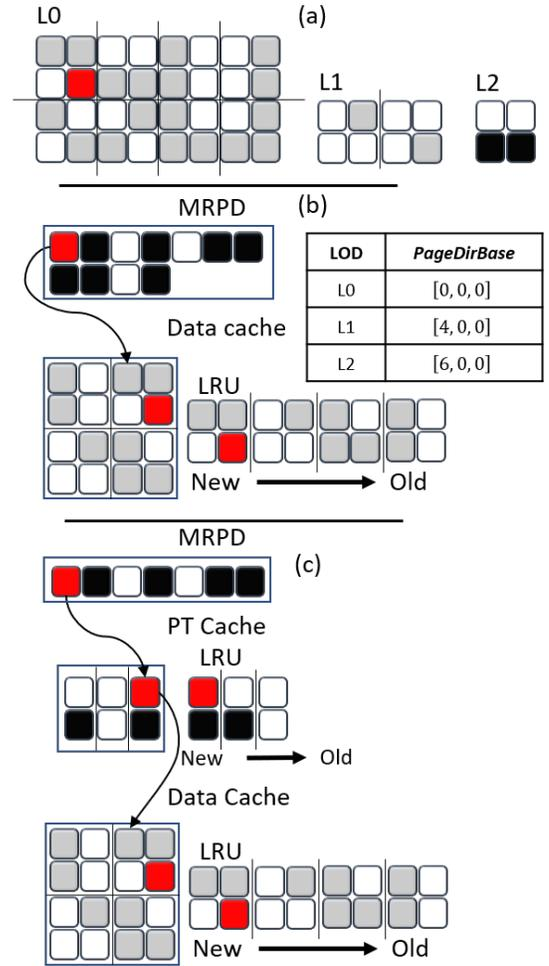 L0
(a)
L1
L2
MRPD
(b)
LOD PageDirBase
L0 [0, 0, 0]
L1 [4, 0, 0]
L2 [6, 0, 0]
Data cache
LRU
New Old
MRPD
(c)
PT Cache
LRU
New Old
Data Cache
LRU
New Old